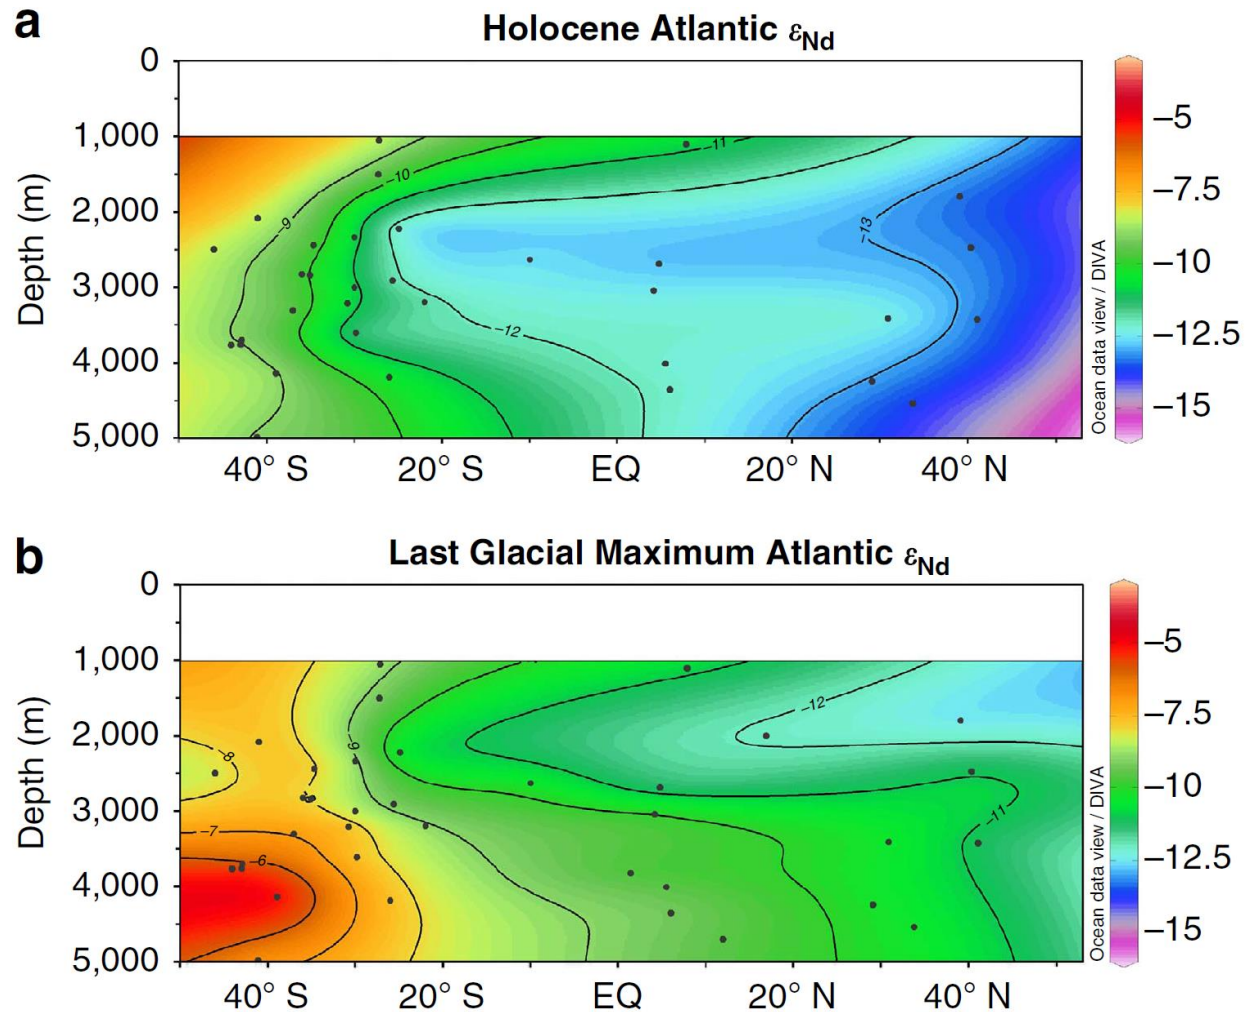 a
Holocene Atlantic εNd
0
1,000
2,000
3,000
4,000
5,000
Depth (m)
40° S
20° S
EQ
20° N
40° N
−9
−10
−11
−12
−13
−5
−7.5
−10
−12.5
−15
Ocean data view / DIVA
b
Last Glacial Maximum Atlantic εNd
0
1,000
2,000
3,000
4,000
5,000
Depth (m)
40° S
20° S
EQ
20° N
40° N
−8
−9
−7
−6
−12
−11
−5
−7.5
−10
−12.5
−15
Ocean data view / DIVA